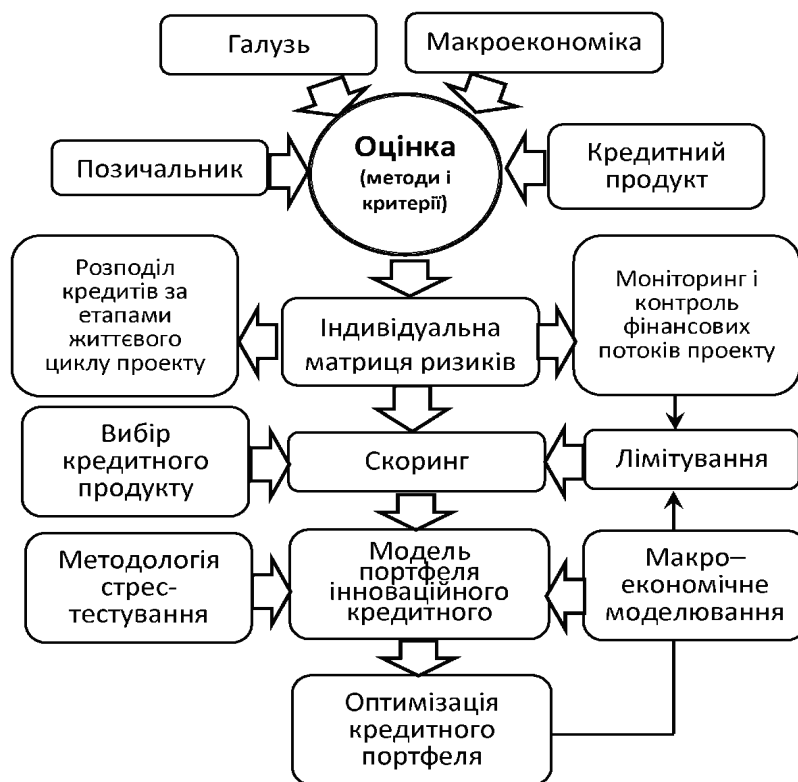 Галузь
Макроекономіка
Позичальник
Оцінка
(методи і
критерії)
Кредитний
продукт
Розподіл
кредитів за
етапами
життєвого
циклу проекту
Індивідуальна
матриця ризиків
Моніторинг і
контроль
фінансових
потоків проекту
Вибір
кредитного
продукту
Скоринг
Лімітування
Методологія
стрес-
тестування
Модель
портфеля
інноваційного
кредитного
Макро–
економічне
моделювання
Оптимізація
кредитного
портфеля